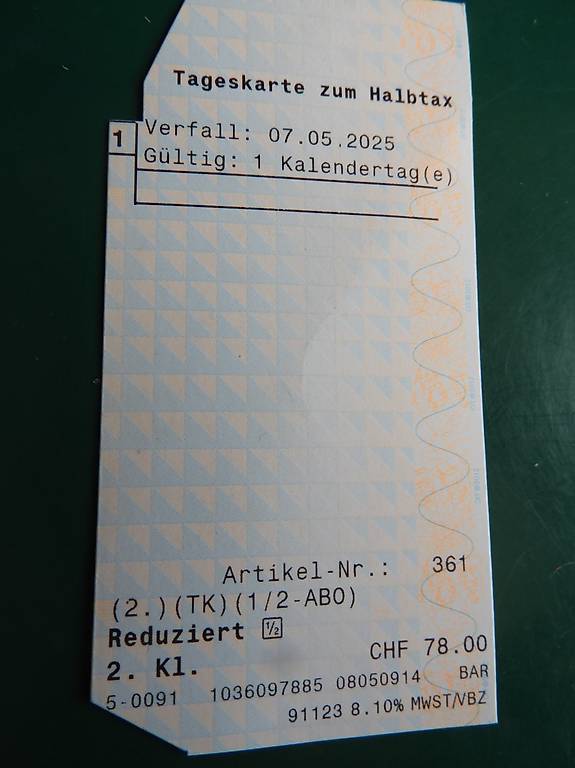 Tageskarte zum Halbtax
1 Verfall: 07.05.2025
Gültig: 1 Kalendertag(e)
Artikel-Nr.: 361
(2.)(TK)(1/2-ABO)
Reduziert ½
2. Kl. CHF 78.00
5-0091 1036097885 08050914 BAR
91123 8.10% MWST/VBZ